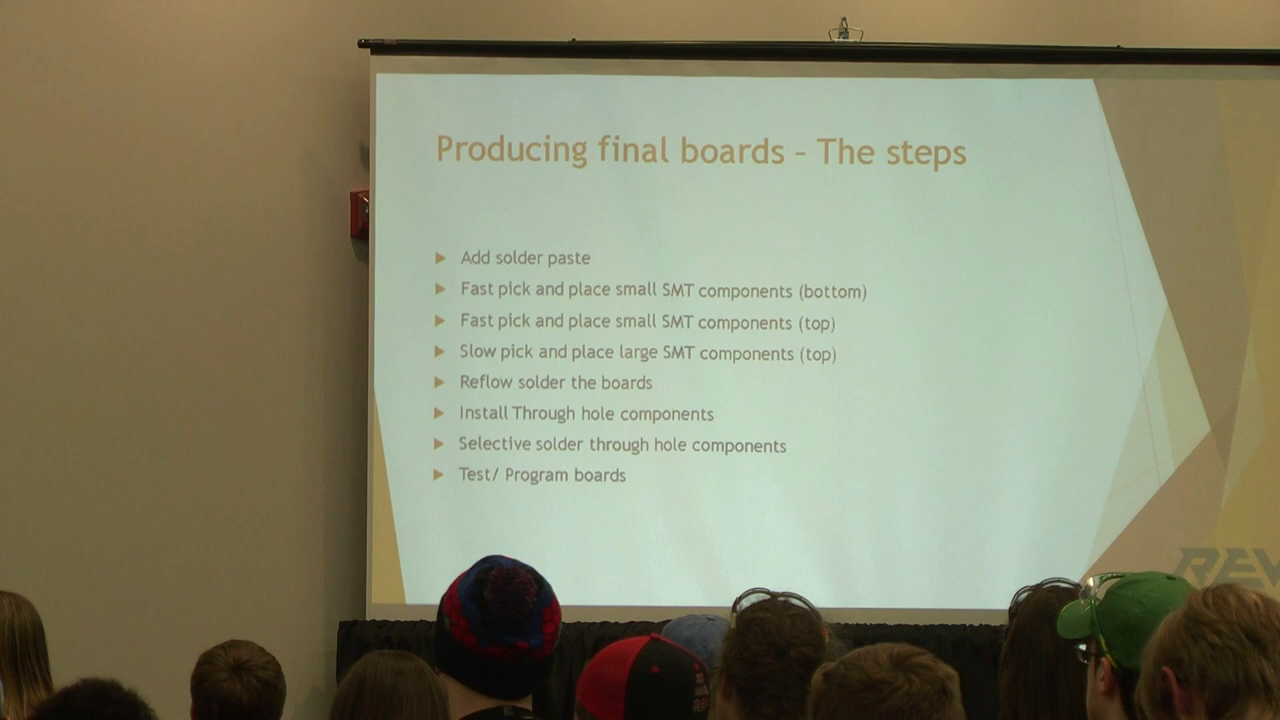 Producing final boards – The steps
Add solder paste
Fast pick and place small SMT components (bottom)
Fast pick and place small SMT components (top)
Slow pick and place large SMT components (top)
Reflow solder the boards
Install Through hole components
Selective solder through hole components
Test/ Program boards
REV